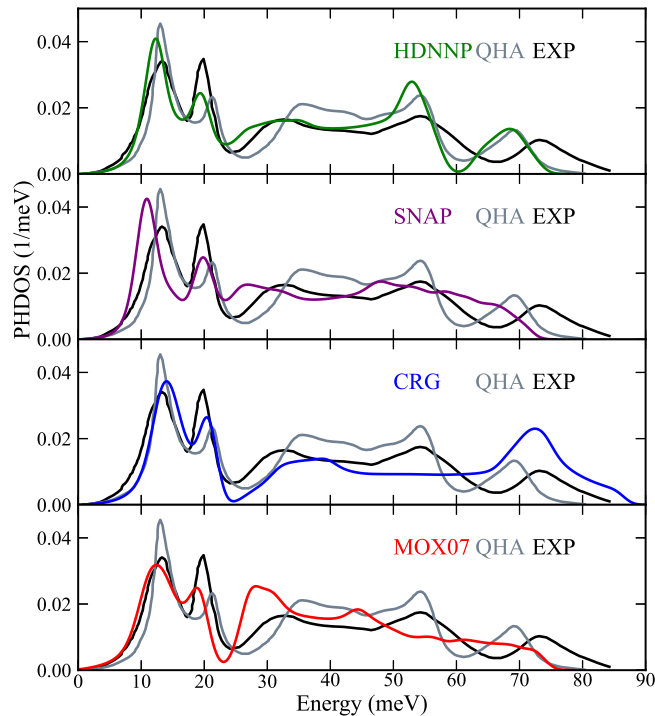 0.04
HDNNP QHA EXP
0.02
0.00
0.04
SNAP QHA EXP
0.02
0.00
PHDOS (1/meV)
0.04
CRG QHA EXP
0.02
0.00
0.04
MOX07 QHA EXP
0.02
0.00
0 10 20 30 40 50 60 70 80 90
Energy (meV)